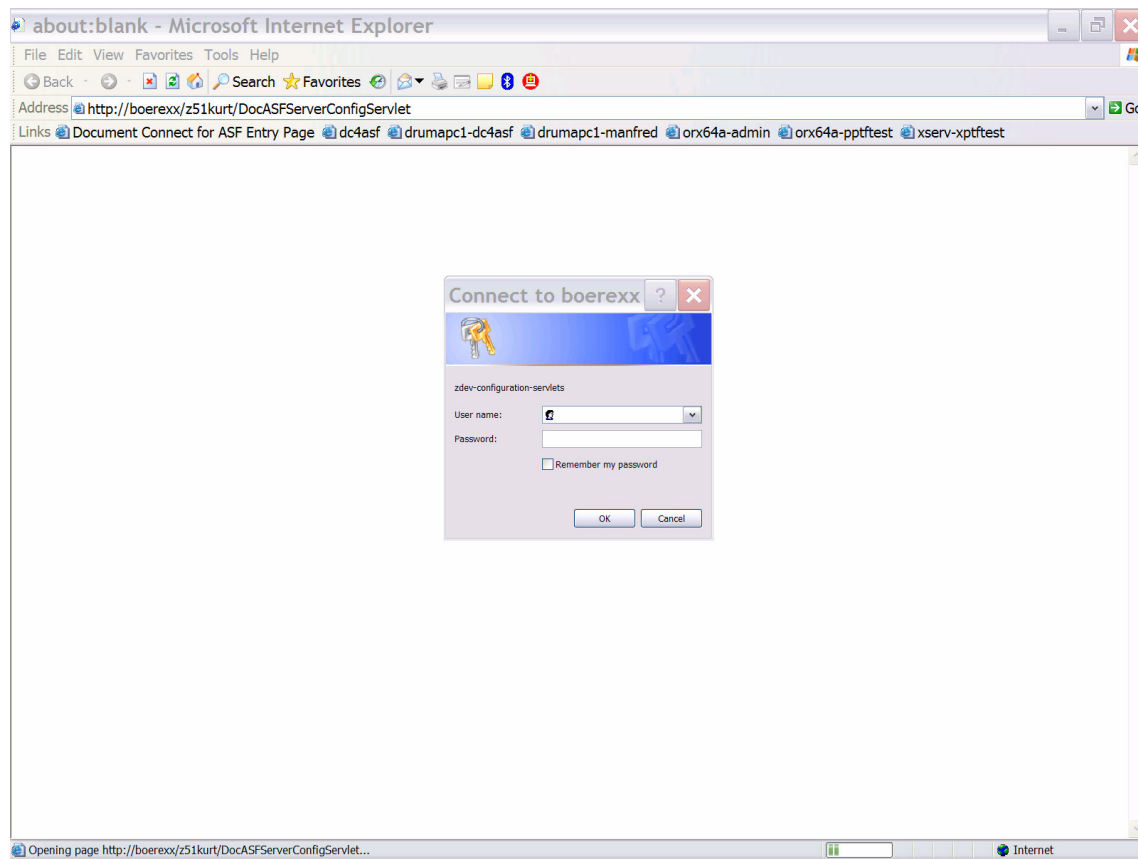 about:blank - Microsoft Internet Explorer
File Edit View Favorites Tools Help
Back Search Favorites
Address http://boerexx/z51kurt/DocASFServerConfigServlet Go
Links Document Connect for ASF Entry Page dc4asf drumapc1-dc4asf drumapc1-manfred orx64a-admin orx64a-pptftest xserv-xptftest
Connect to boerexx ?
zdev-configuration-servlets
User name:
Password:
Remember my password
OK Cancel
Opening page http://boerexx/z51kurt/DocASFServerConfigServlet... Internet